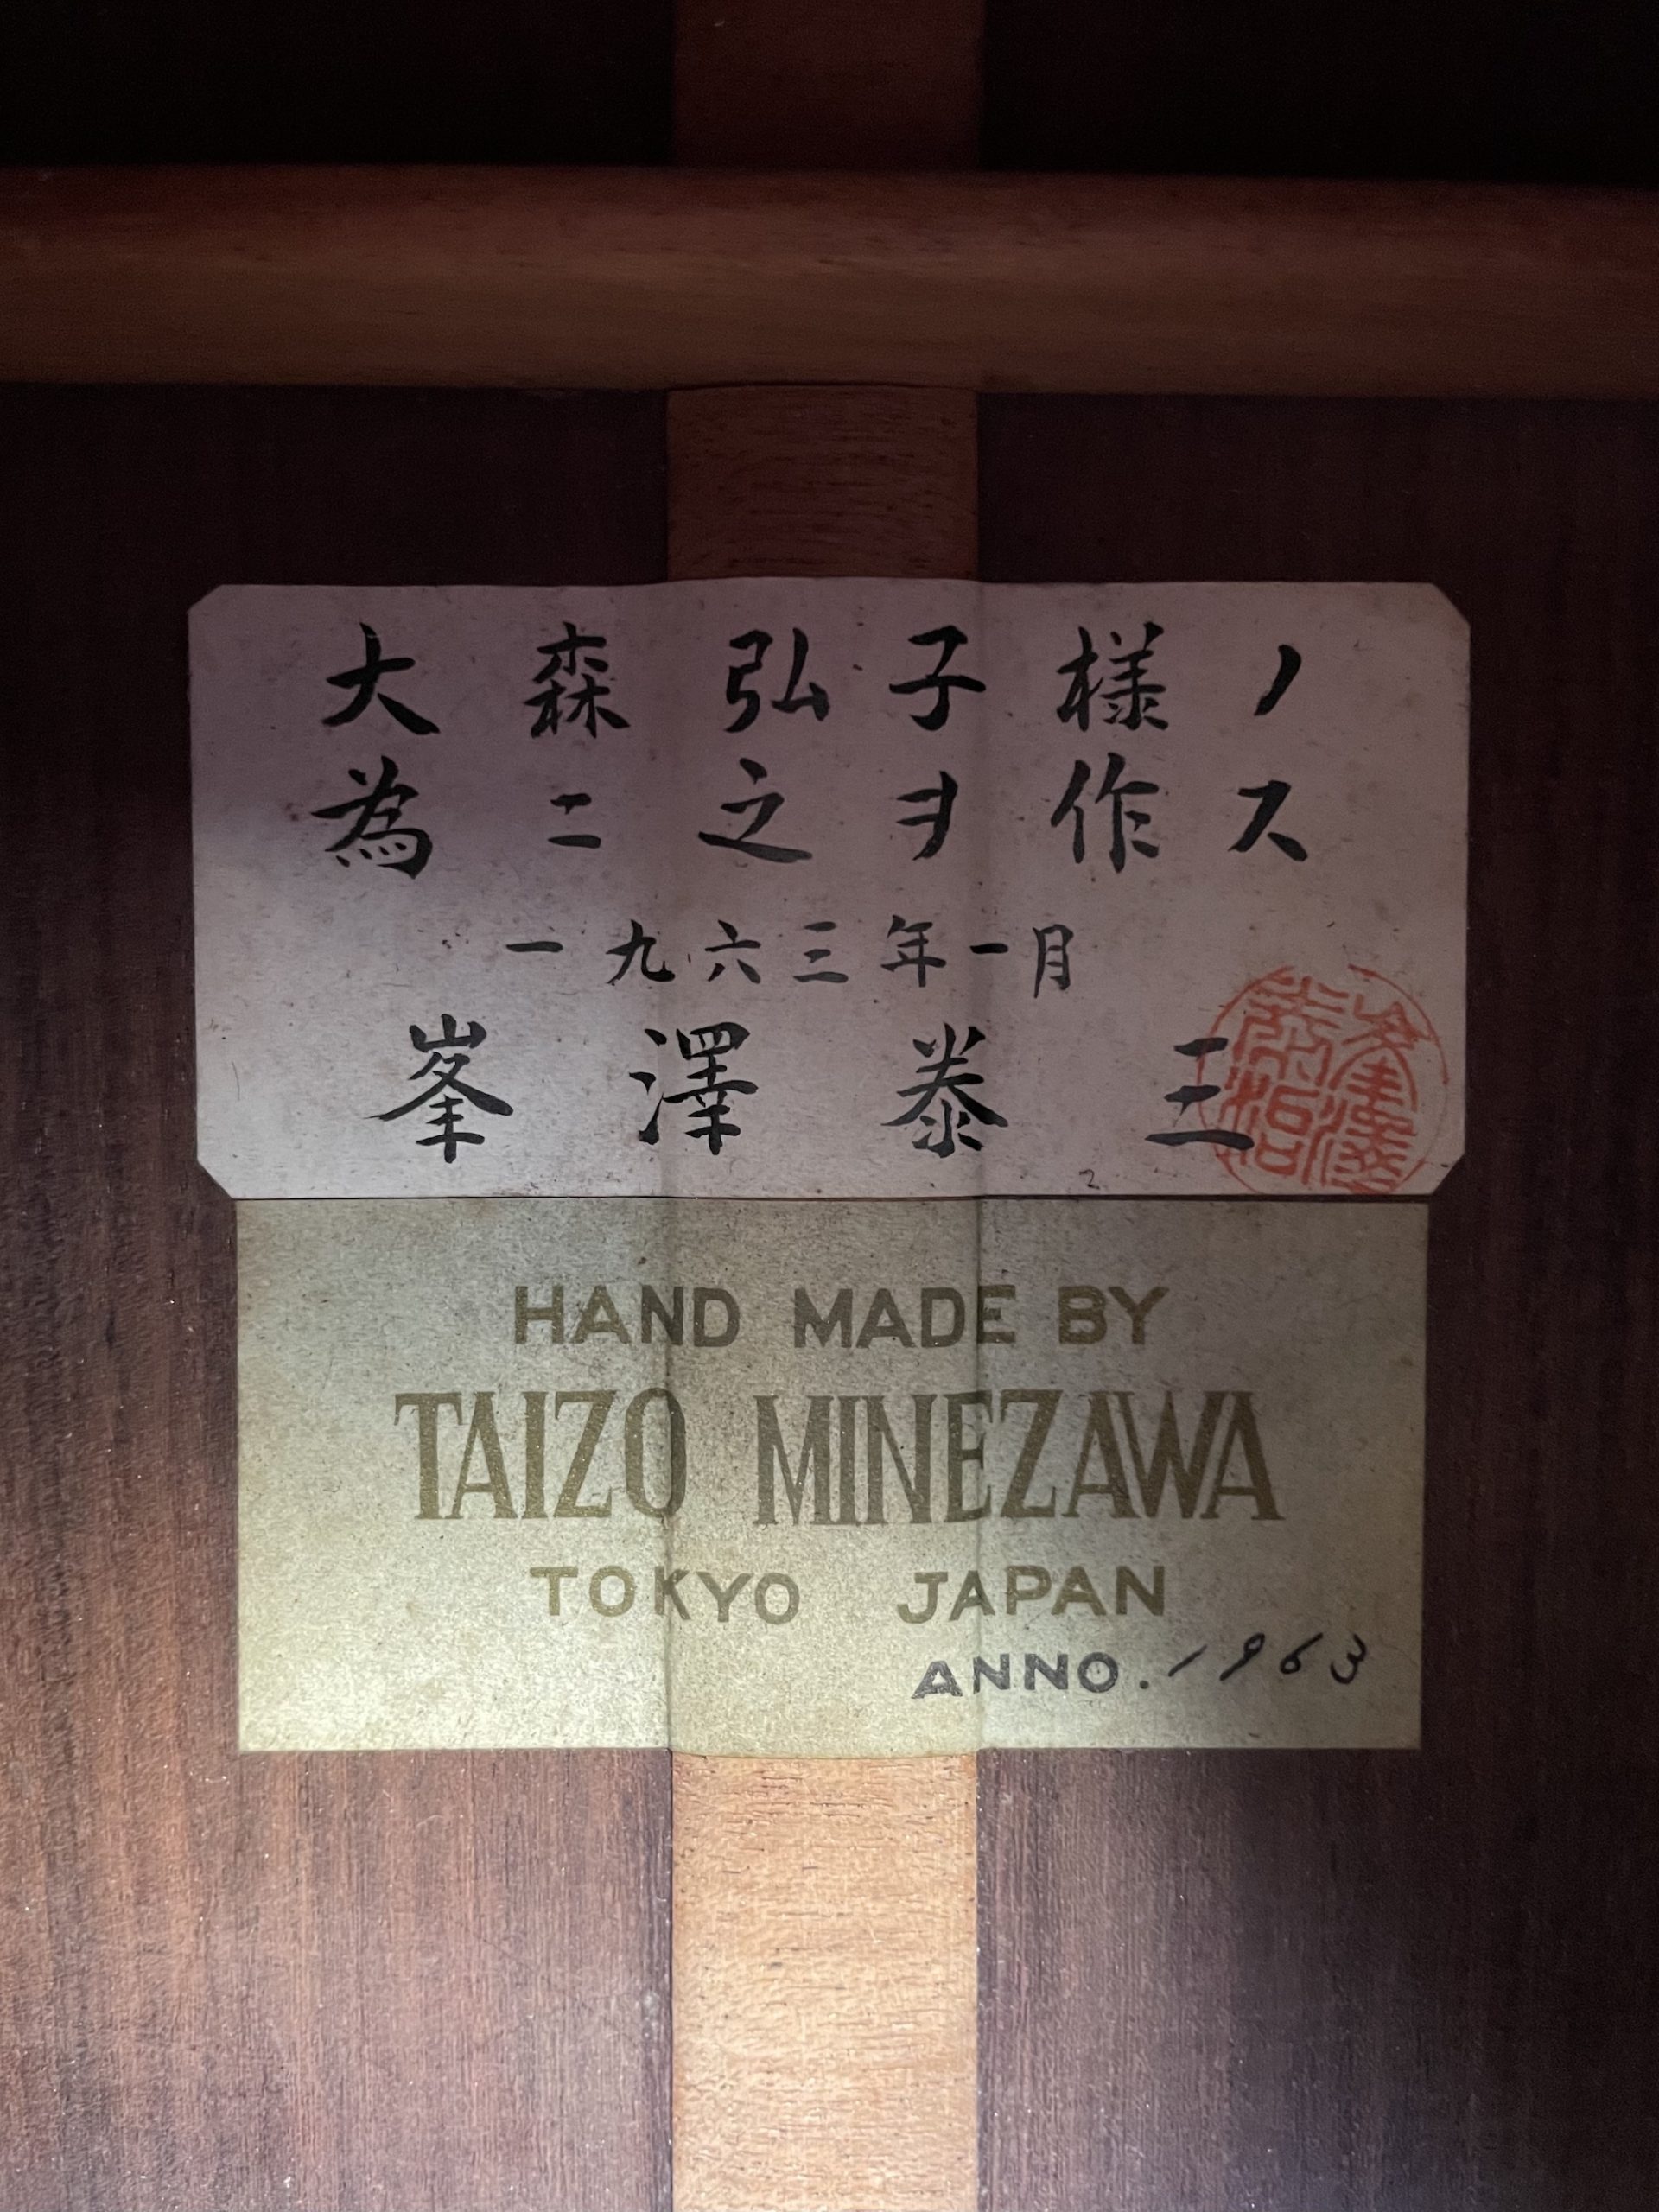 大森弘子様ノ
為ニ之ヲ作ス
一九六三年一月
峯澤泰三
HAND MADE BY
TAIZO MINEZAWA
TOKYO JAPAN
ANNO. 1963